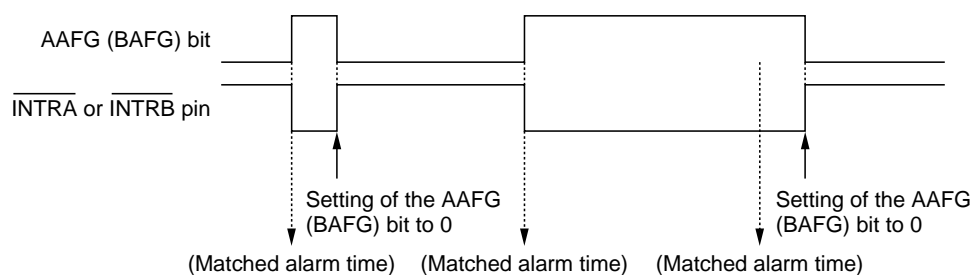 AAFG (BAFG) bit
INTRA or INTRB pin
Setting of the AAFG
(BAFG) bit to 0
Setting of the AAFG
(BAFG) bit to 0
(Matched alarm time)
(Matched alarm time)
(Matched alarm time)